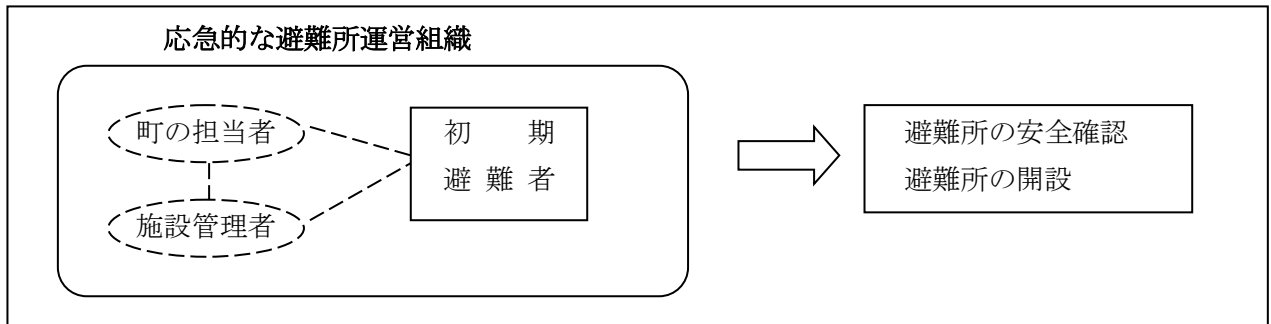 応急的な避難所運営組織
町の担当者
施設管理者
初　　期
避 難 者
避難所の安全確認
避難所の開設